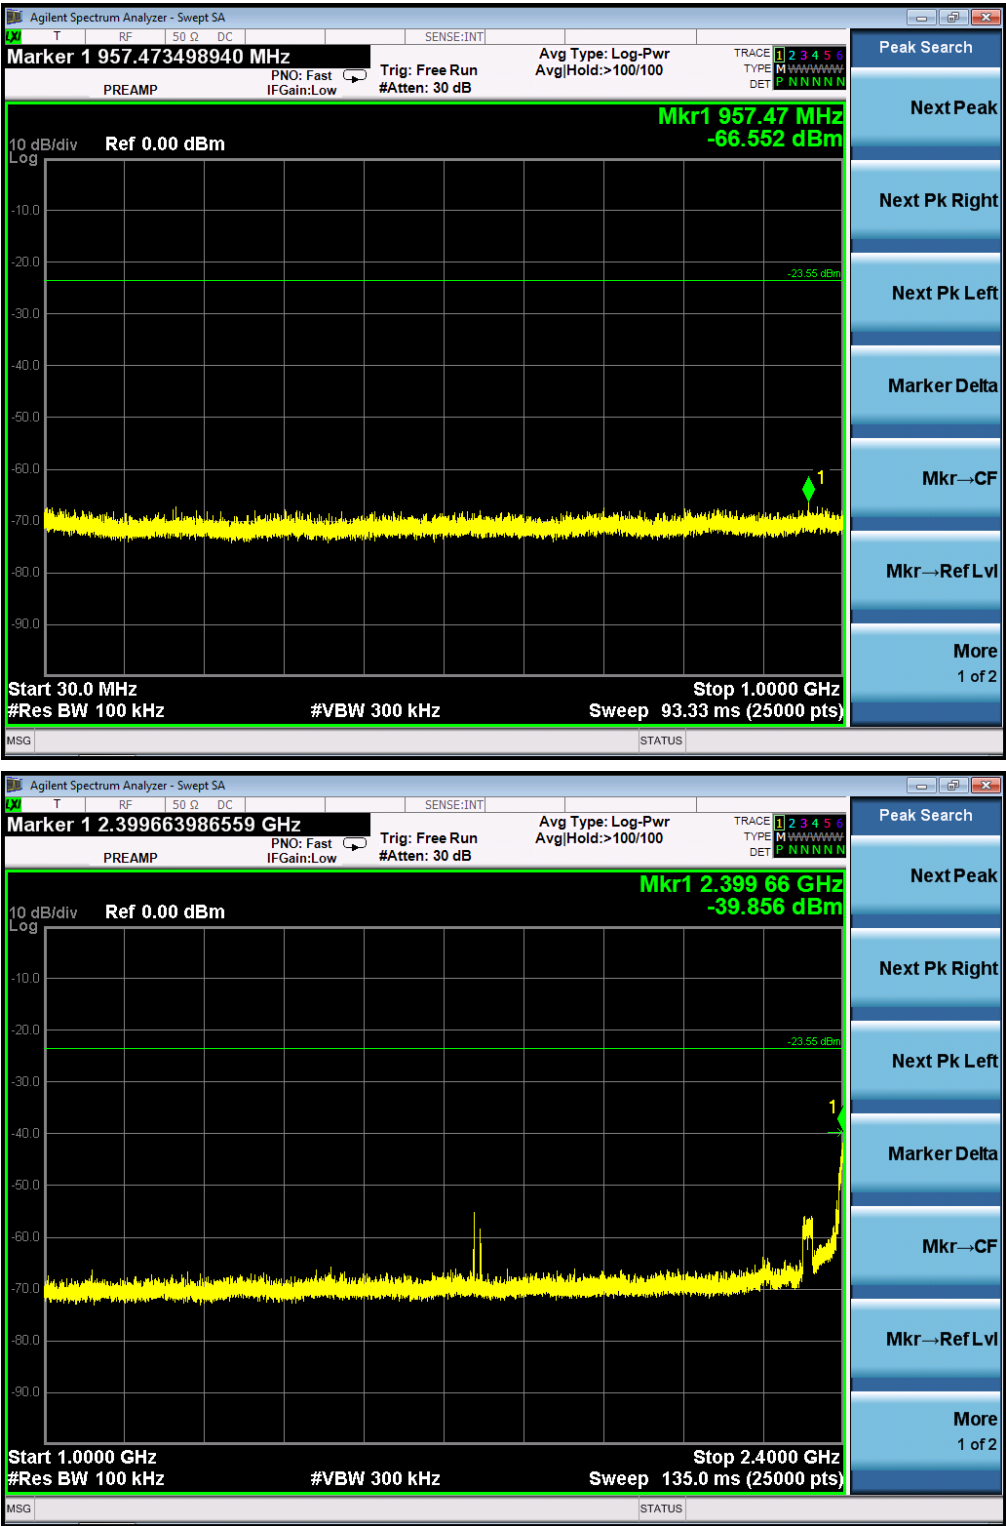 Agilent Spectrum Analyzer - Swept SA
LXI T RF 50 Ω DC SENSE:INT
Marker 1 957.473498940 MHz
PREAMP
PNO: Fast
IFGain:Low
Trig: Free Run
#Atten: 30 dB
Avg Type: Log-Pwr
Avg|Hold:>100/100
TRACE 1 2 3 4 5 6
TYPE M WWWWW
DET P N N N N N
Mkr1 957.47 MHz
-66.552 dBm
10 dB/div Ref 0.00 dBm
Log
-10.0
-20.0
-23.55 dBm
-30.0
-40.0
-50.0
-60.0
1
-70.0
-80.0
-90.0
Start 30.0 MHz Stop 1.0000 GHz
#Res BW 100 kHz #VBW 300 kHz Sweep 93.33 ms (25000 pts)
MSG STATUS
Peak Search
Next Peak
Next Pk Right
Next Pk Left
Marker Delta
Mkr→CF
Mkr→Ref Lvl
More
1 of 2
Agilent Spectrum Analyzer - Swept SA
LXI T RF 50 Ω DC SENSE:INT
Marker 1 2.399663986559 GHz
PREAMP
PNO: Fast
IFGain:Low
Trig: Free Run
#Atten: 30 dB
Avg Type: Log-Pwr
Avg|Hold:>100/100
TRACE 1 2 3 4 5 6
TYPE M WWWWW
DET P N N N N N
Mkr1 2.399 66 GHz
-39.856 dBm
10 dB/div Ref 0.00 dBm
Log
-10.0
-20.0
-23.55 dBm
-30.0
1
-40.0
-50.0
-60.0
-70.0
-80.0
-90.0
Start 1.0000 GHz Stop 2.4000 GHz
#Res BW 100 kHz #VBW 300 kHz Sweep 135.0 ms (25000 pts)
MSG STATUS
Peak Search
Next Peak
Next Pk Right
Next Pk Left
Marker Delta
Mkr→CF
Mkr→Ref Lvl
More
1 of 2